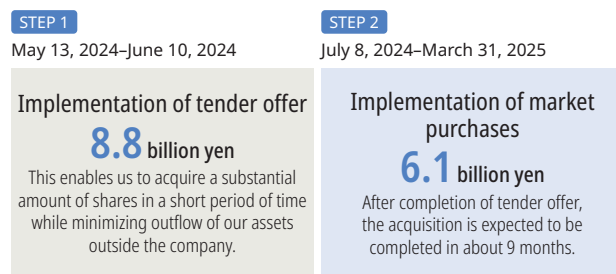 STEP 1
May 13, 2024–June 10, 2024
Implementation of tender offer
8.8 billion yen
This enables us to acquire a substantial
amount of shares in a short period of time
while minimizing outflow of our assets
outside the company.
STEP 2
July 8, 2024–March 31, 2025
Implementation of market
purchases
6.1 billion yen
After completion of tender offer,
the acquisition is expected to be
completed in about 9 months.